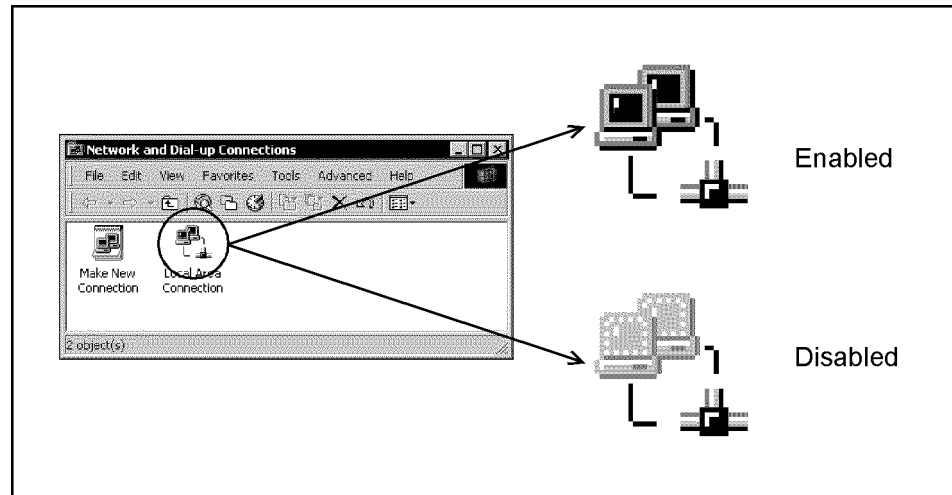 Network and Dial-up Connections
File Edit View Favorites Tools Advanced Help
Make New
Connection
Local Area
Connection
2 object(s)
Enabled
Disabled